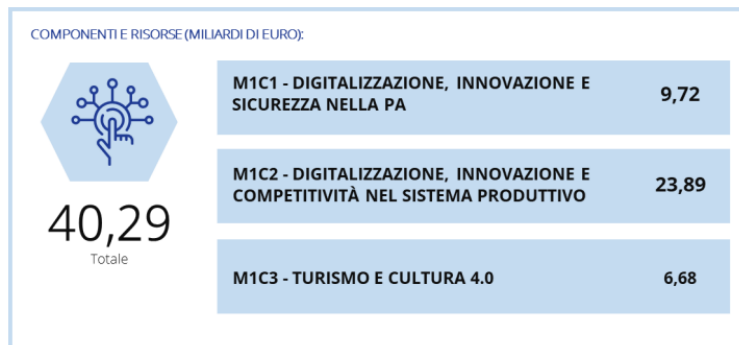 COMPONENTI E RISORSE (MILIARDI DI EURO):
M1C1 - DIGITALIZZAZIONE, INNOVAZIONE E
SICUREZZA NELLA PA
9,72
M1C2 - DIGITALIZZAZIONE, INNOVAZIONE E
COMPETITIVITÀ NEL SISTEMA PRODUTTIVO
23,89
40,29
Totale
M1C3 - TURISMO E CULTURA 4.0
6,68